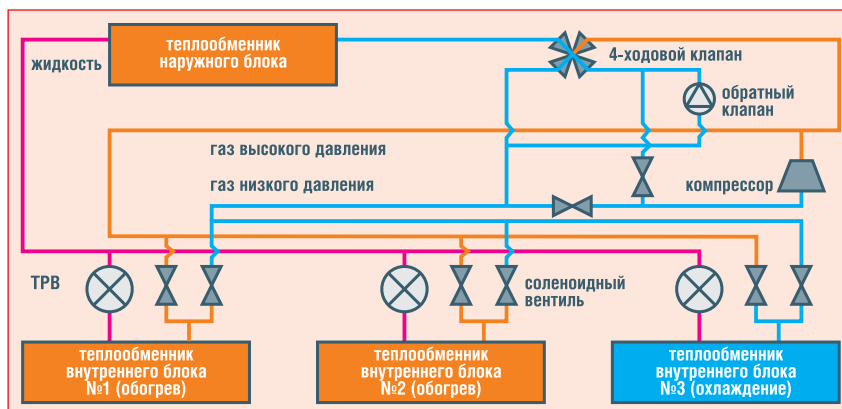 теплообменник
наружного блока
жидкость
4-ходовой клапан
обратный
клапан
газ высокого давления
газ низкого давления
компрессор
ТРВ
соленоидный
вентиль
теплообменник
внутреннего блока
№1 (обогрев)
теплообменник
внутреннего блока
№2 (обогрев)
теплообменник
внутреннего блока
№3 (охлаждение)